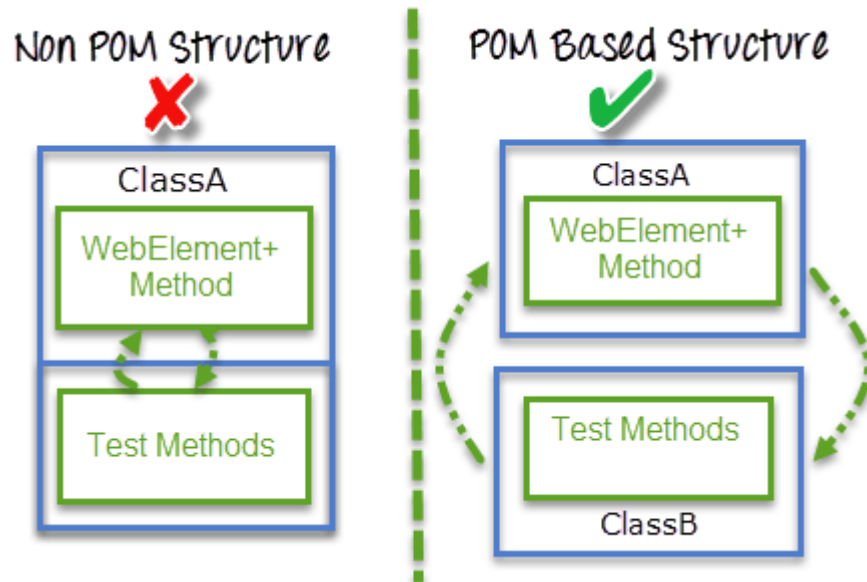 Non POM Structure
ClassA
WebElement+
Method
Test Methods
POM Based Structure
ClassA
WebElement+
Method
Test Methods
ClassB